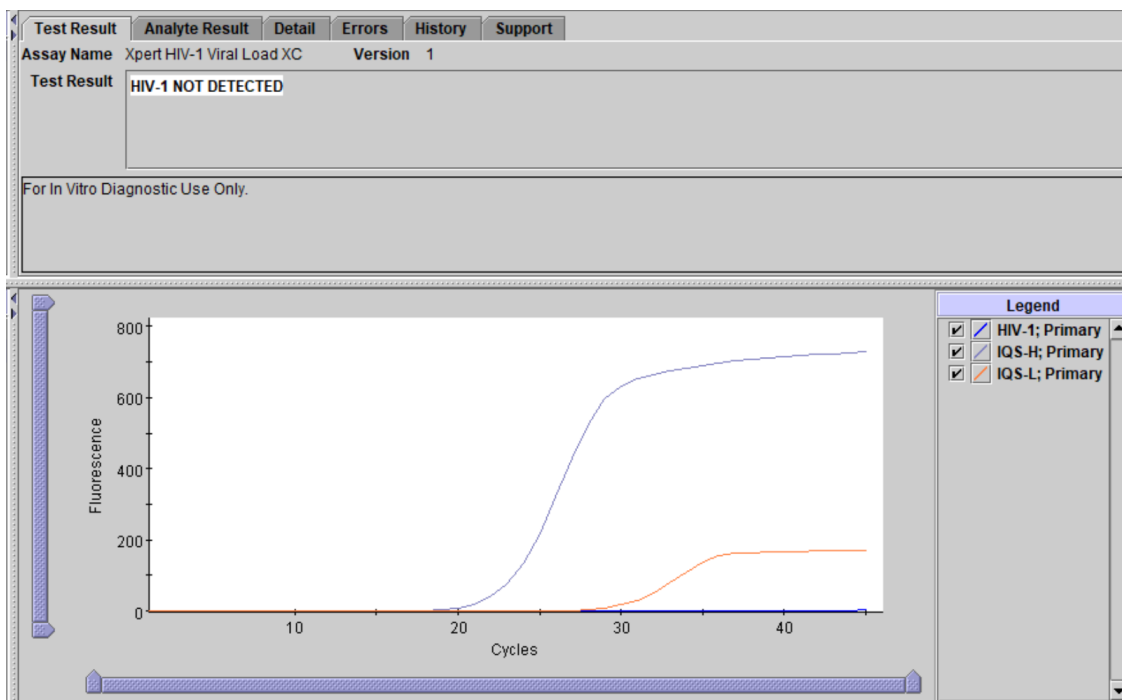 Test Result Analyte Result Detail Errors History Support
Assay Name Xpert HIV-1 Viral Load XC Version 1
Test Result HIV-1 NOT DETECTED
For In Vitro Diagnostic Use Only.
Legend
HIV-1; Primary
IQS-H; Primary
IQS-L; Primary
800
600
400
200
0
Fluorescence
10 20 30 40
Cycles